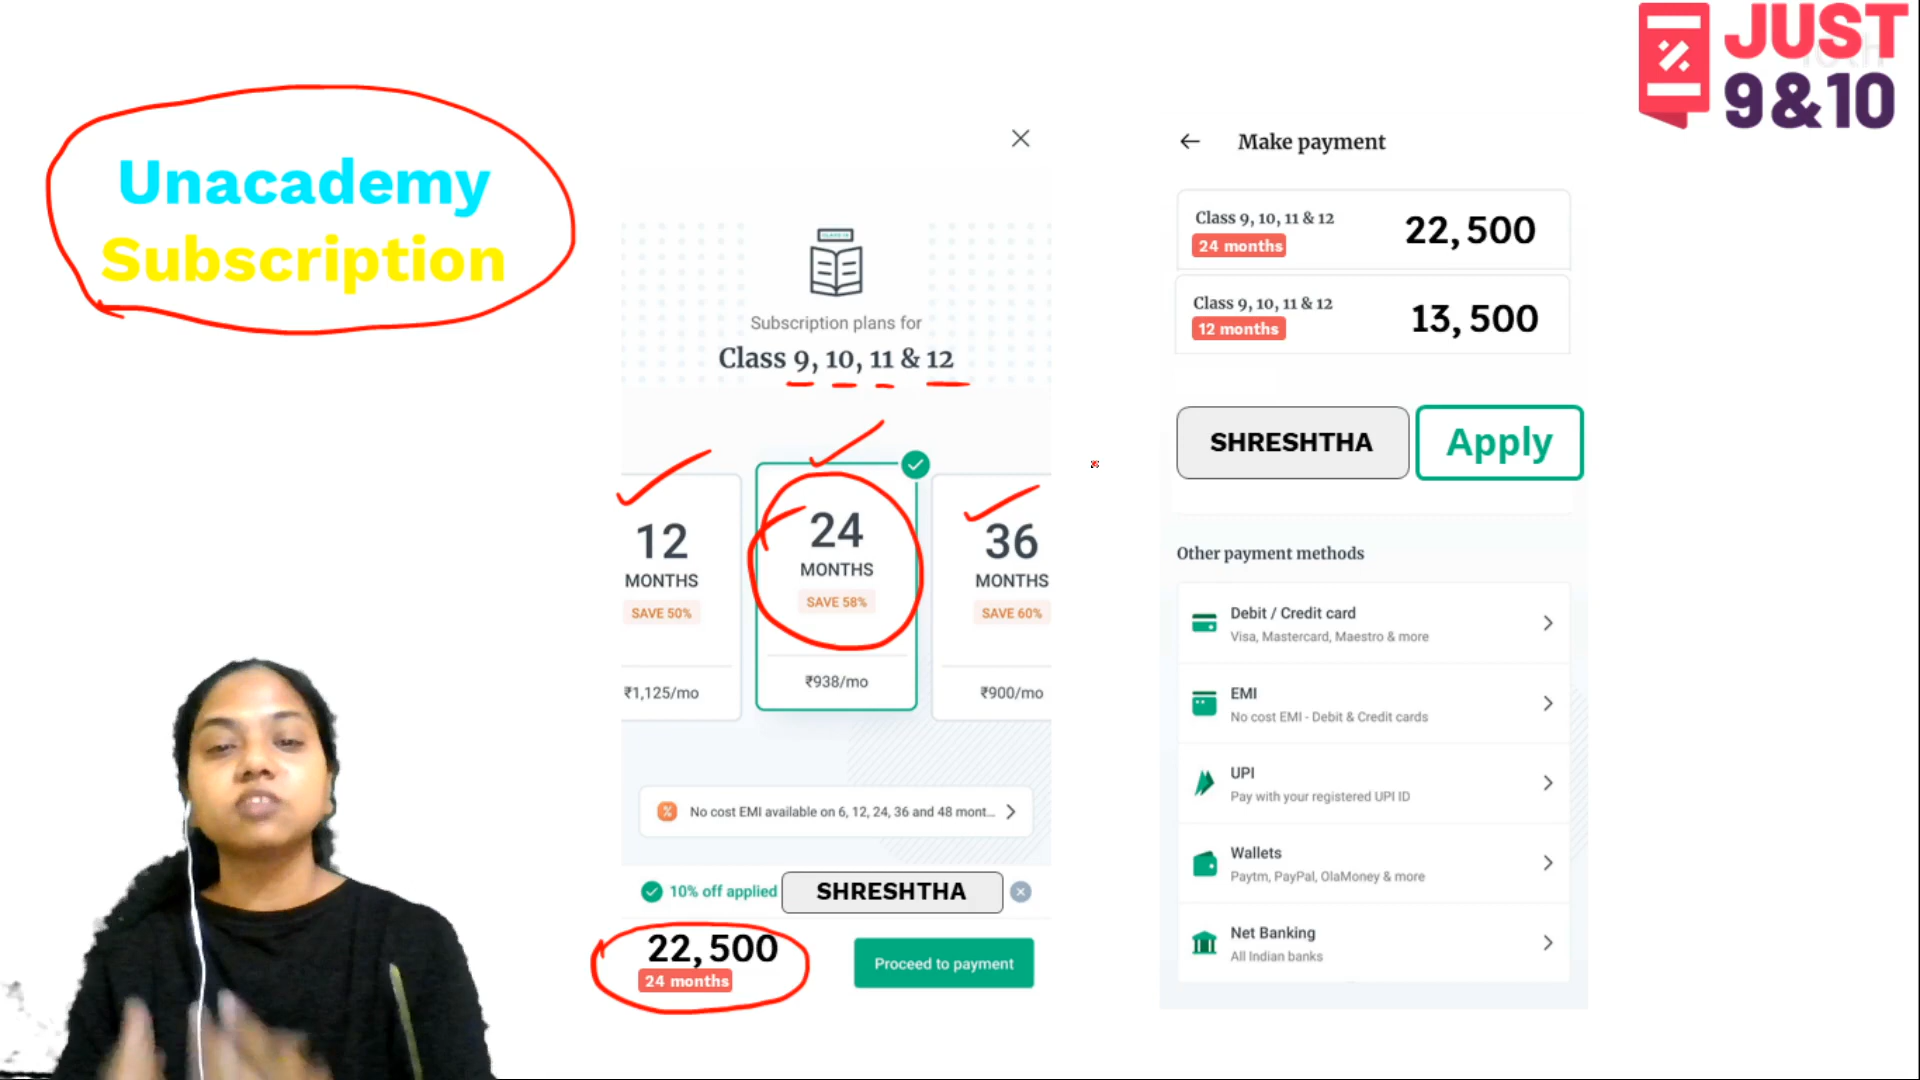 JUST
9&10
Unacademy
Subscription
Subscription plans for
Class 9, 10, 11 & 12
12
MONTHS
SAVE 50%
₹1,125/mo
24
MONTHS
SAVE 58%
₹938/mo
36
MONTHS
SAVE 60%
₹900/mo
No cost EMI available on 6, 12, 24, 36 and 48 mont...
10% off applied
SHRESHTHA
22,500
24 months
Proceed to payment
Make payment
Class 9, 10, 11 & 12
24 months
22,500
Class 9, 10, 11 & 12
12 months
13,500
SHRESHTHA
Apply
Other payment methods
Debit / Credit card
Visa, Mastercard, Maestro & more
EMI
No cost EMI - Debit & Credit cards
UPI
Pay with your registered UPI ID
Wallets
Paytm, PayPal, OlaMoney & more
Net Banking
All Indian banks